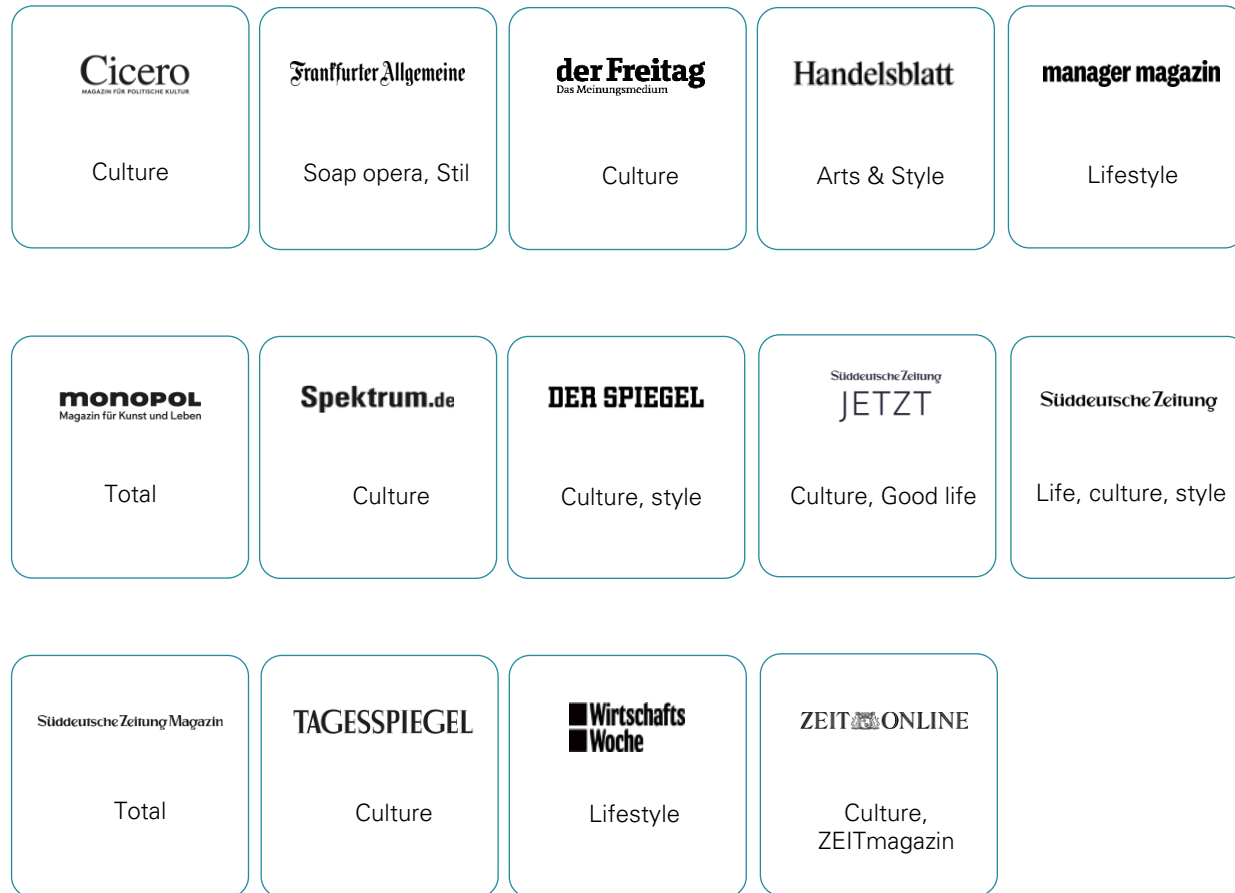 Cicero
MAGAZIN FÜR POLITISCHE KULTUR
Culture
Frankfurter Allgemeine
Soap opera, Stil
der Freitag
Das Meinungsmedium
Culture
Handelsblatt
Arts & Style
manager magazin
Lifestyle
monopol
Magazin für Kunst und Leben
Total
Spektrum.de
Culture
DER SPIEGEL
Culture, style
Süddeutsche Zeitung
JETZT
Culture, Good life
Süddeutsche Zeitung
Life, culture, style
Süddeutsche Zeitung Magazin
Total
TAGESSPIEGEL
Culture
Wirtschafts
Woche
Lifestyle
ZEIT ONLINE
Culture,
ZEITmagazin